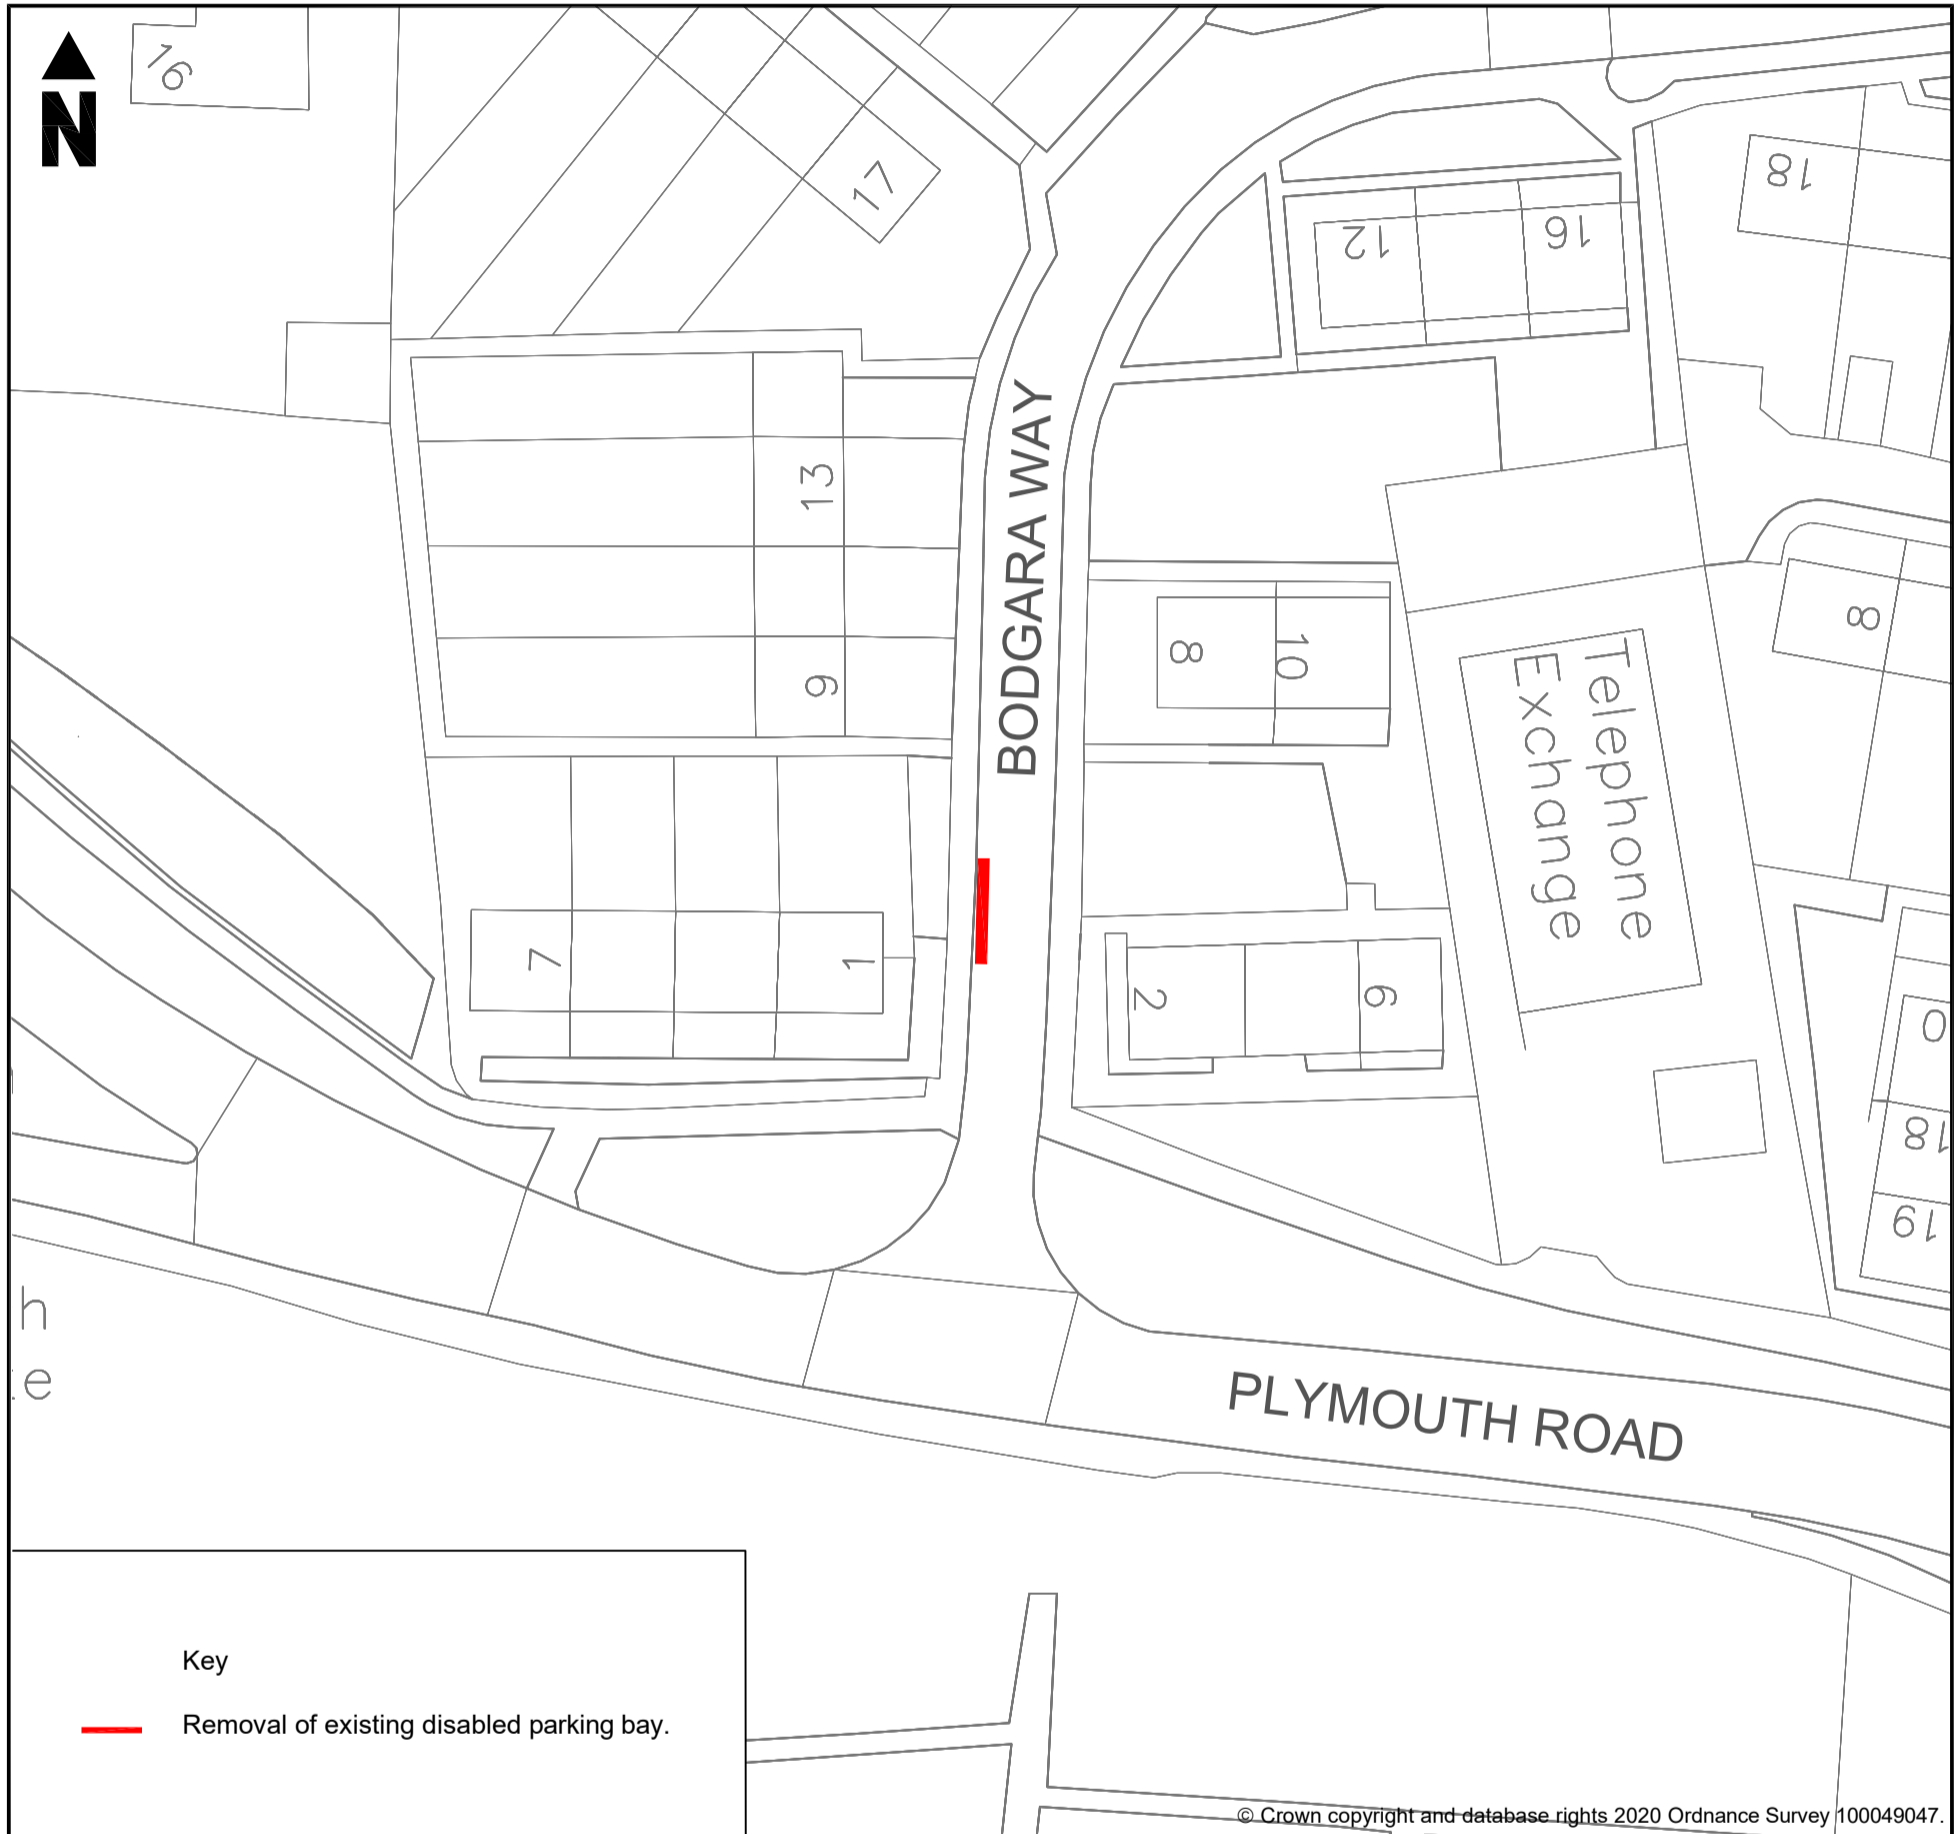 N
16
17
18
12
16
13
BODGARA WAY
9
8
10
8
Telephone
Exchange
7
1
2
6
0
18
19
h
e
PLYMOUTH ROAD
Key
Removal of existing disabled parking bay.
© Crown copyright and database rights 2020 Ordnance Survey 100049047.